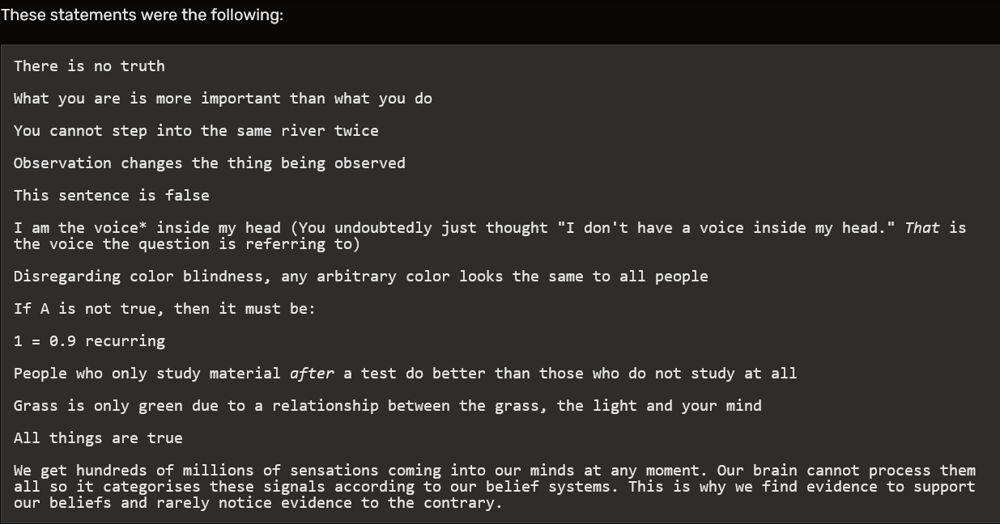 These statements were the following:
There is no truth
What you are is more important than what you do
You cannot step into the same river twice
Observation changes the thing being observed
This sentence is false
I am the voice* inside my head (You undoubtedly just thought "I don't have a voice inside my head." That is
the voice the question is referring to)
Disregarding color blindness, any arbitrary color looks the same to all people
If A is not true, then it must be:
1 = 0.9 recurring
People who only study material after a test do better than those who do not study at all
Grass is only green due to a relationship between the grass, the light and your mind
All things are true
We get hundreds of millions of sensations coming into our minds at any moment. Our brain cannot process them
all so it categorises these signals according to our belief systems. This is why we find evidence to support
our beliefs and rarely notice evidence to the contrary.